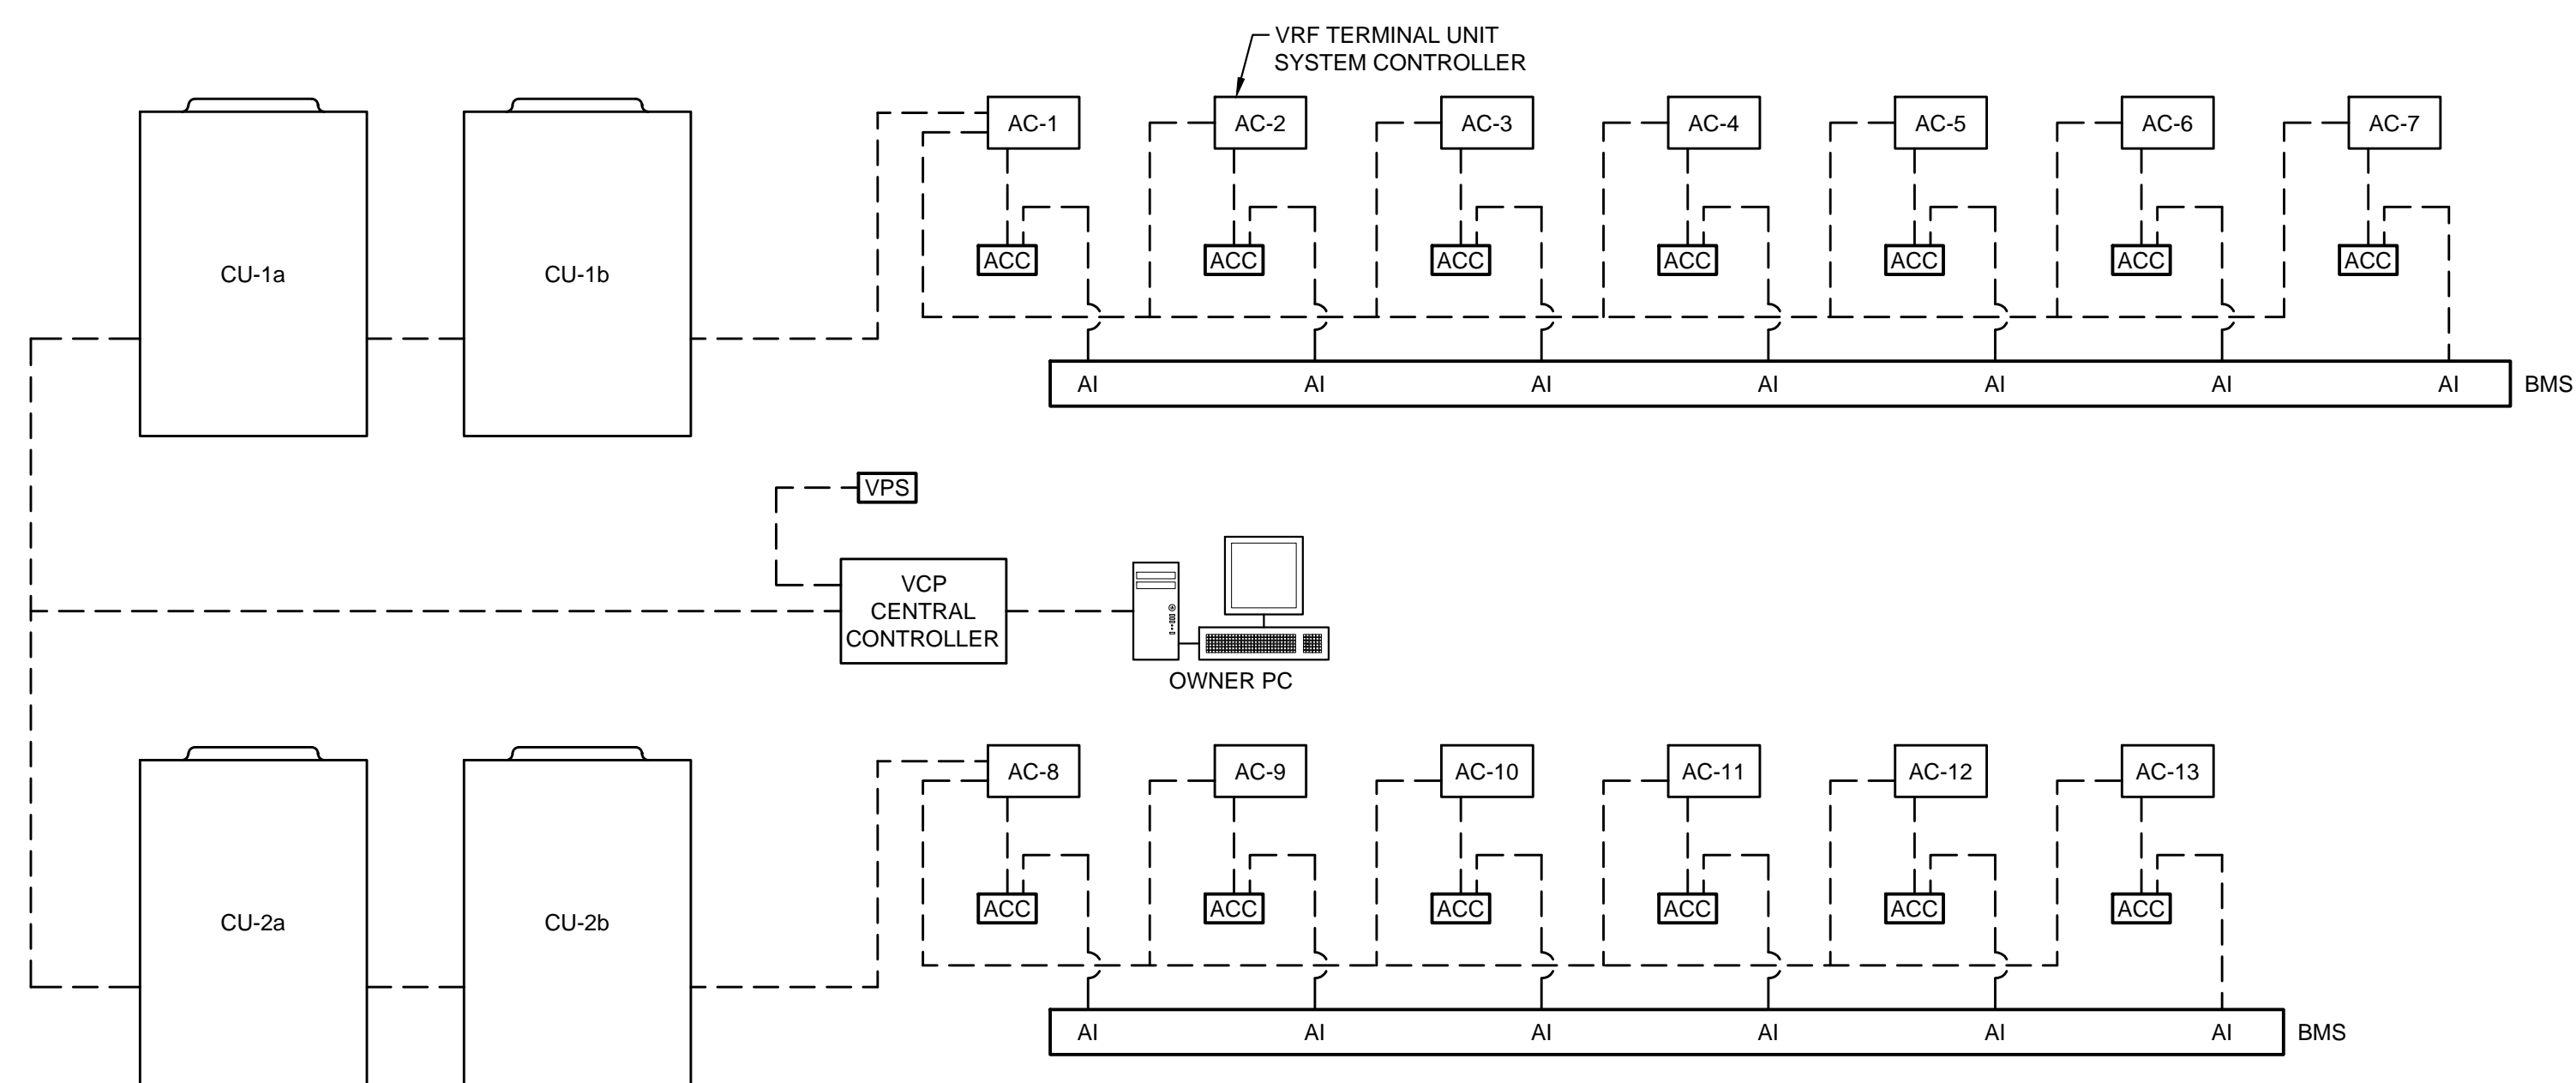 VRF TERMINAL UNIT
SYSTEM CONTROLLER
AC-1 AC-2 AC-3 AC-4 AC-5 AC-6 AC-7
ACC ACC ACC ACC ACC ACC ACC
CU-1a CU-1b
AI AI AI AI AI AI AI BMS
VPS
VCP
CENTRAL
CONTROLLER
OWNER PC
AC-8 AC-9 AC-10 AC-11 AC-12 AC-13
ACC ACC ACC ACC ACC ACC
CU-2a CU-2b
AI AI AI AI AI AI BMS